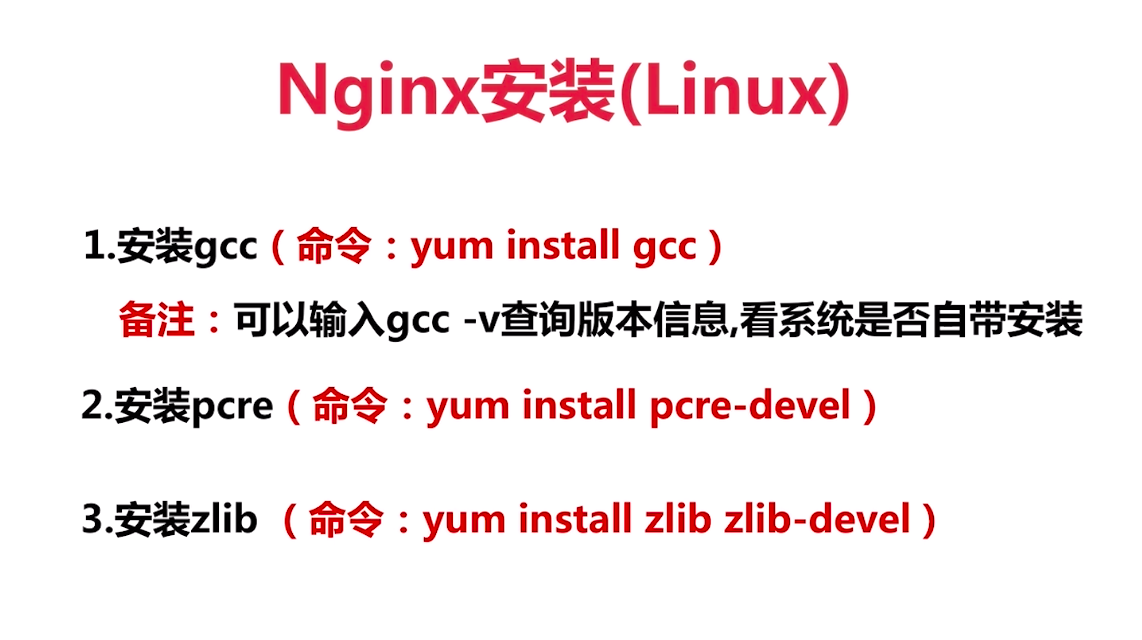 Nginx安装(Linux)
1.安装gcc（命令：yum install gcc）
备注：可以输入gcc -v查询版本信息,看系统是否自带安装
2.安装pcre（命令：yum install pcre-devel）
3.安装zlib （命令：yum install zlib zlib-devel）